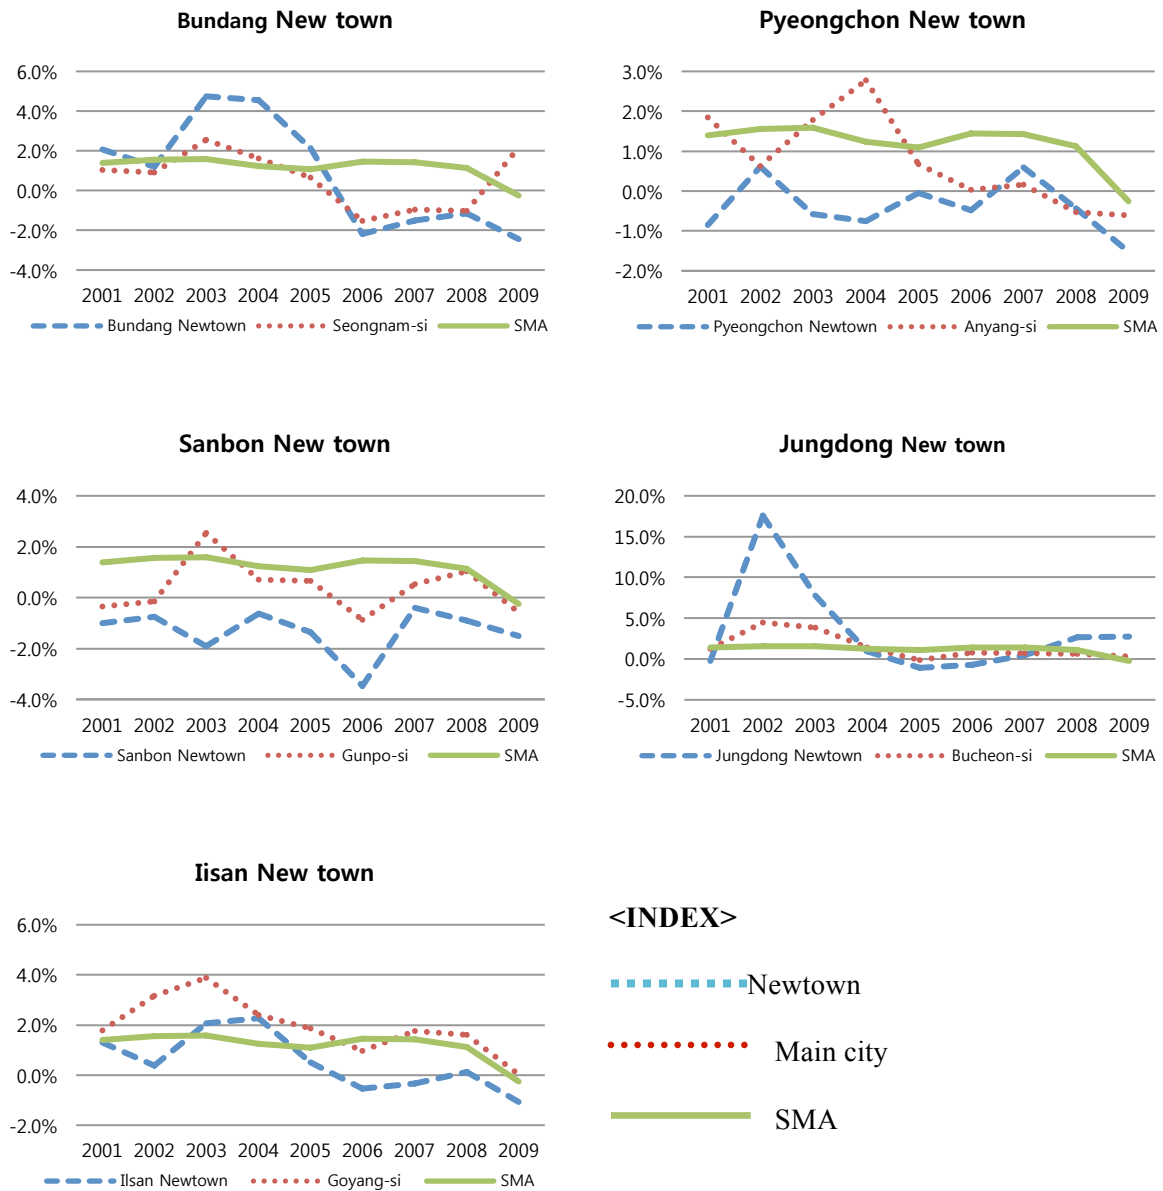 Bundang New town
6.0%
4.0%
2.0%
0.0%
-2.0%
-4.0%
2001 2002 2003 2004 2005 2006 2007 2008 2009
Bundang Newtown Seongnam-si SMA
Pyeongchon New town
3.0%
2.0%
1.0%
0.0%
-1.0%
-2.0%
2001 2002 2003 2004 2005 2006 2007 2008 2009
Pyeongchon Newtown Anyang-si SMA
Sanbon New town
4.0%
2.0%
0.0%
-2.0%
-4.0%
2001 2002 2003 2004 2005 2006 2007 2008 2009
Sanbon Newtown Gunpo-si SMA
Jungdong New town
20.0%
15.0%
10.0%
5.0%
0.0%
-5.0%
2001 2002 2003 2004 2005 2006 2007 2008 2009
Jungdong Newtown Bucheon-si SMA
Iisan New town
6.0%
4.0%
2.0%
0.0%
-2.0%
2001 2002 2003 2004 2005 2006 2007 2008 2009
Ilsan Newtown Goyang-si SMA
<INDEX>
Newtown
Main city
SMA